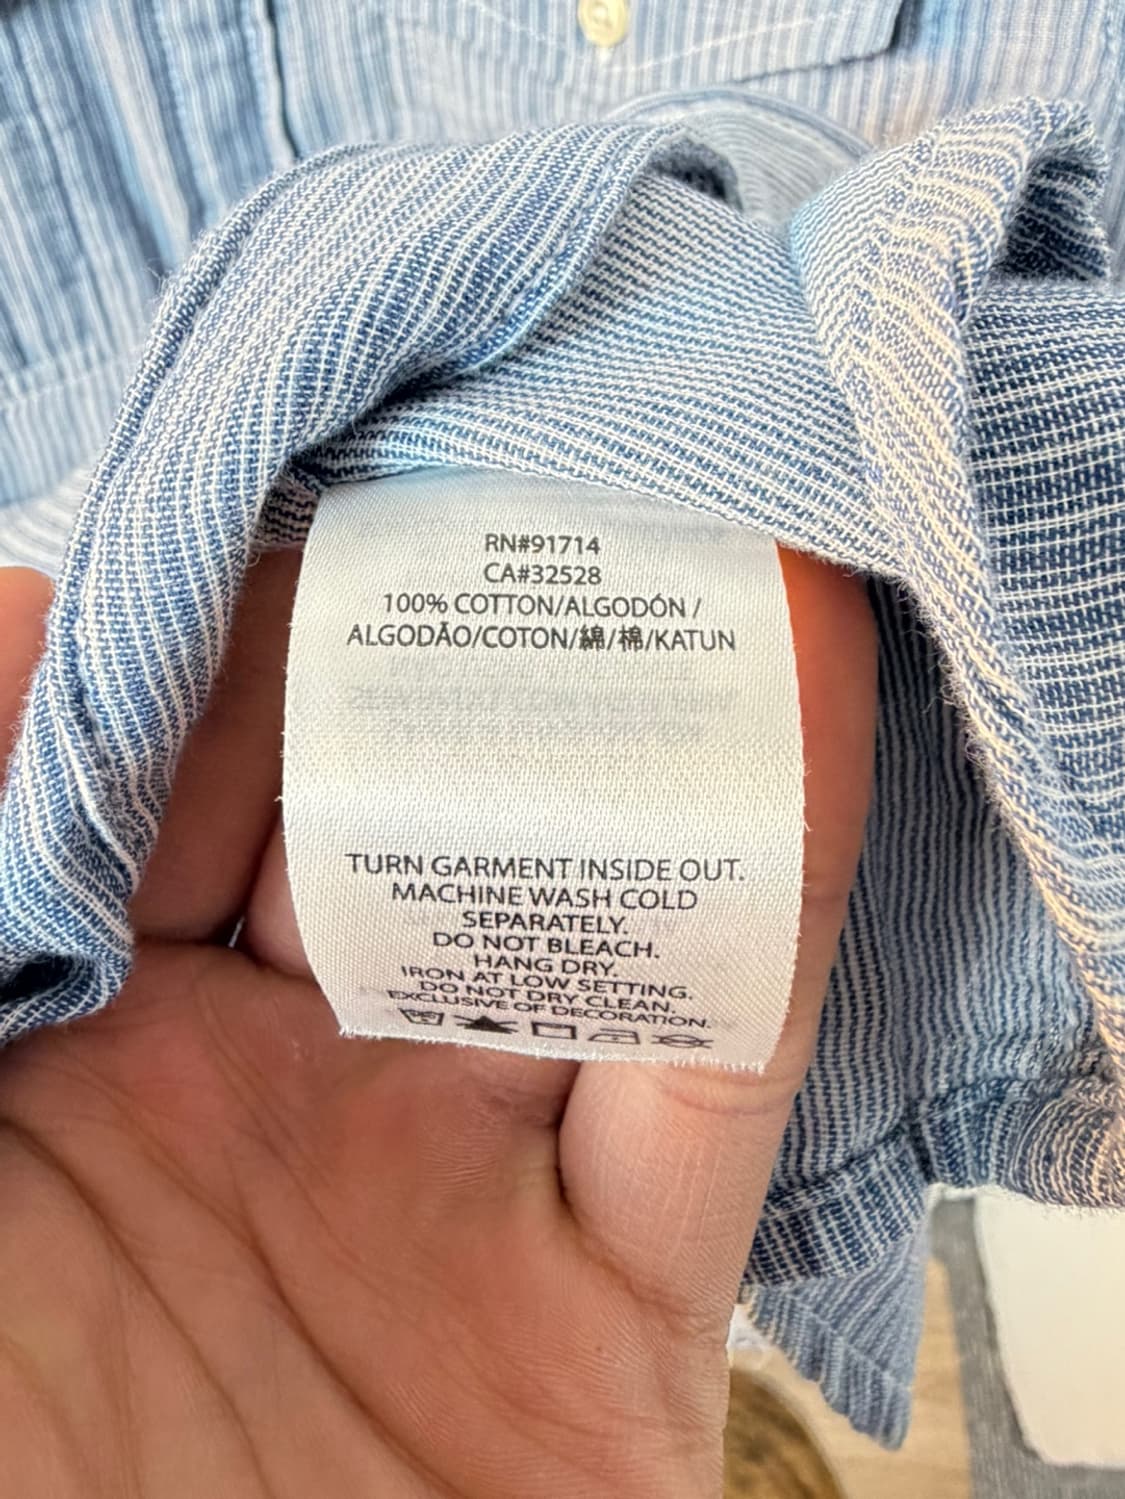 RN#91714
CA#32528
100% COTTON/ALGODÓN /
ALGODÃO/COTON/綿/棉/KATUN
TURN GARMENT INSIDE OUT.
MACHINE WASH COLD
SEPARATELY.
DO NOT BLEACH.
HANG DRY.
IRON AT LOW SETTING.
DO NOT DRY CLEAN.
EXCLUSIVE OF DECORATION.